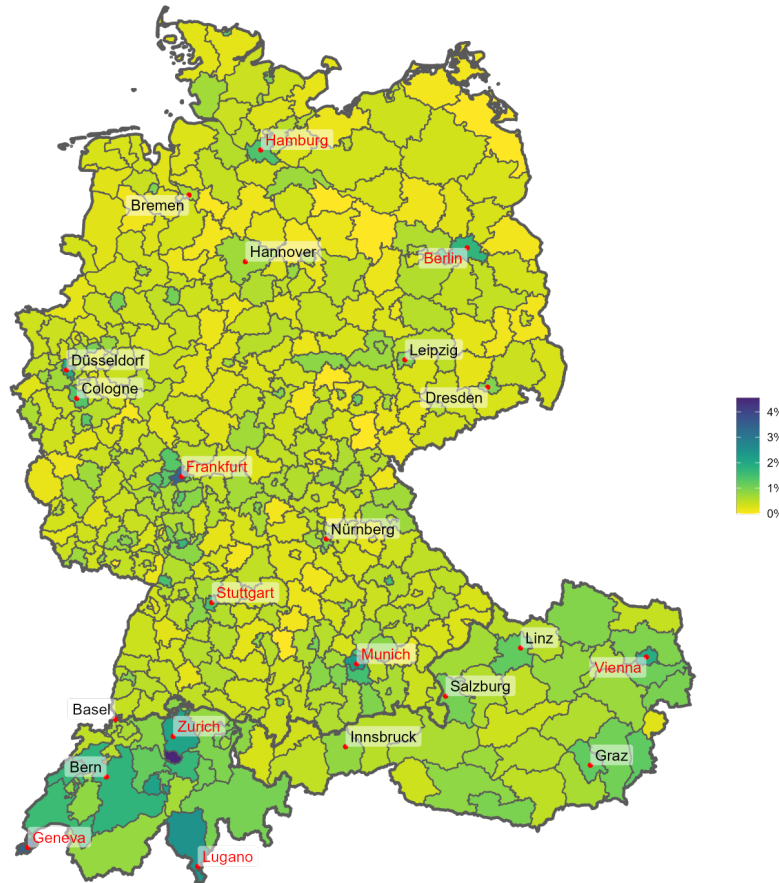 Hamburg
Bremen
Hannover
Berlin
Düsseldorf
Leipzig
Cologne
Dresden
4%
3%
2%
1%
0%
Frankfurt
Nürnberg
Stuttgart
Linz
Munich
Vienna
Salzburg
Basel
Zurich
Innsbruck
Graz
Bern
Geneva
Lugano